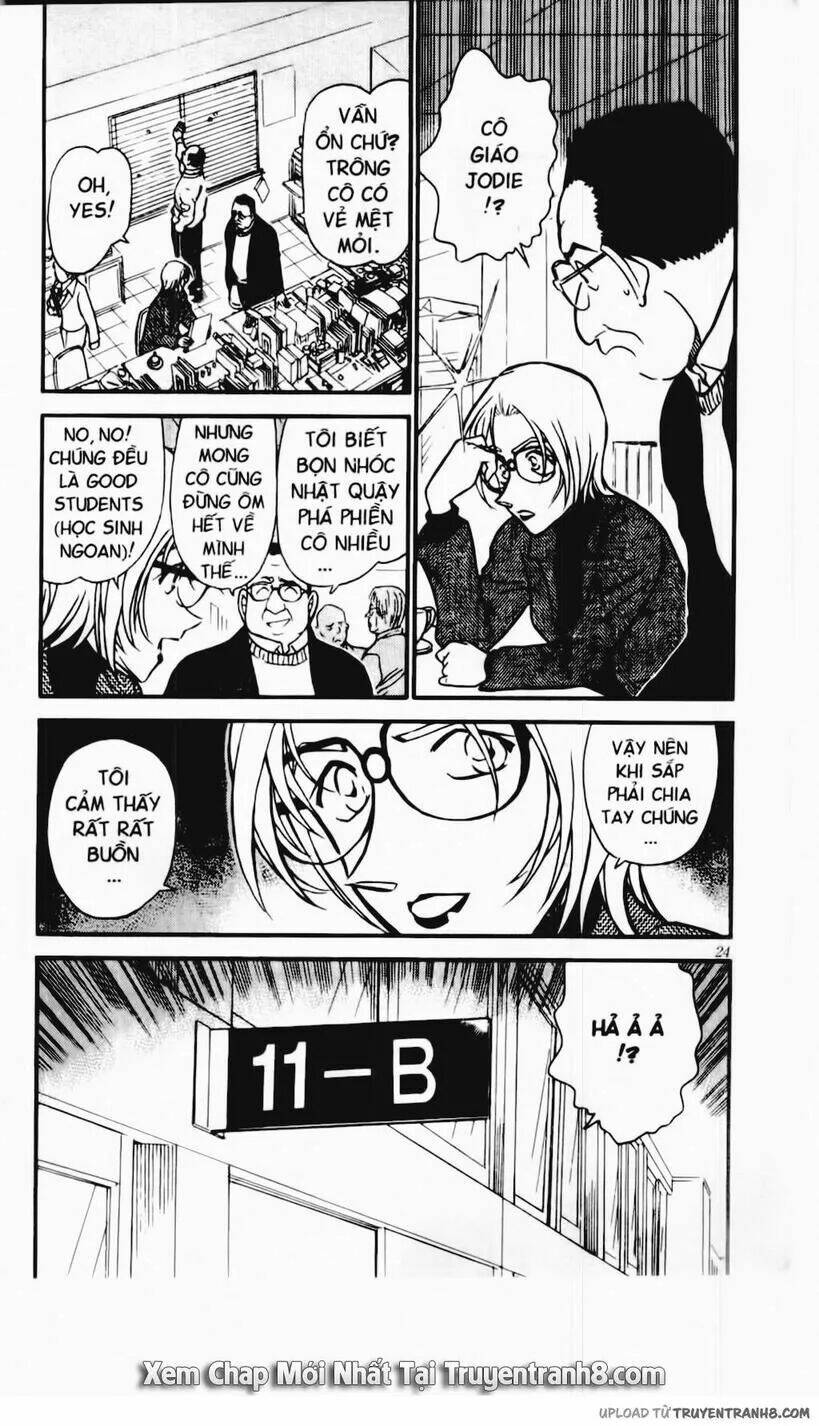 CÔ
GIÁO
JODIE
!?
VẪN
ỔN CHỨ?
TRÔNG
CÔ CÓ
VẺ MỆT
MỎI.
OH,
YES!
TÔI BIẾT
BỌN NHÓC
NHẬT QUẬY
PHÁ PHIỀN
CÔ NHIỀU
...
NHƯNG
MONG
CÔ CŨNG
ĐỪNG ÔM
HẾT VỀ
MÌNH
THẾ...
NO, NO!
CHÚNG ĐỀU
LÀ GOOD
STUDENTS
(HỌC SINH
NGOAN)!
VẬY NÊN
KHI SẮP
PHẢI CHIA
TAY CHÚNG
...
TÔI
CẢM THẤY
RẤT RẤT
BUỒN
...
24
HẢ Ả Ả
!?
11-B
Xem Chap Mới Nhất Tại Truyentranh8.com
UPLOAD TỪ TRUYENTRANH8.COM